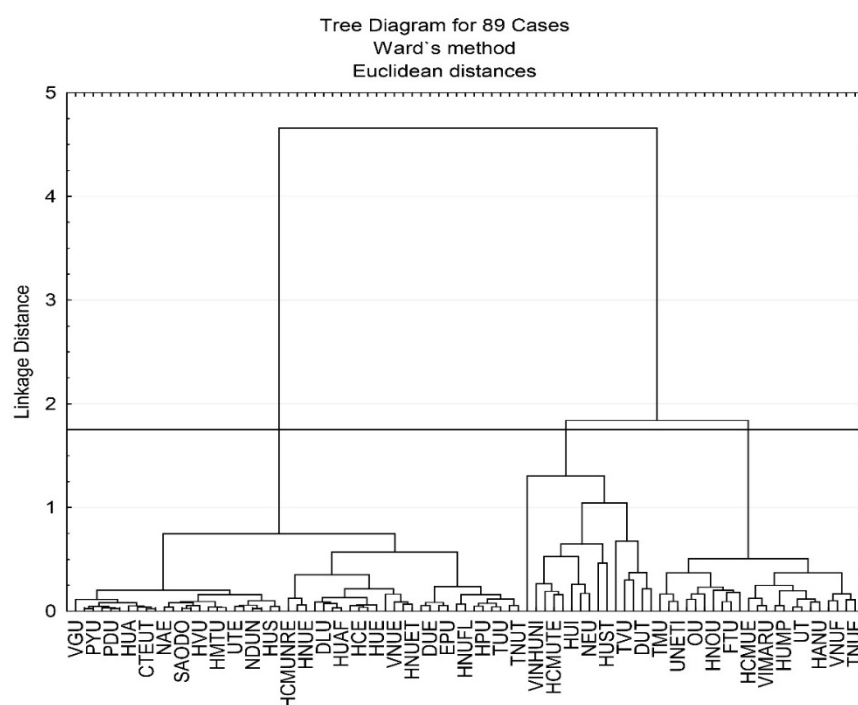 Tree Diagram for 89 Cases
Ward`s method
Euclidean distances
5
4
3
2
1
0
Linkage Distance
VGU
PYU
PDU
HUA
CTEUT
NAE
SAODO
HVU
HMTU
UTE
NDUN
HUS
HCMUNRE
HNUE
DLU
HUAF
HCE
HUE
VNUE
HNUET
DUE
EPU
HNUFL
HPU
TUU
TNUT
VINHUNI
HCMUTE
HUI
NEU
HUST
TVU
DUT
TMU
UNETI
OU
HNOU
FTU
HCMUE
VIMARU
HUMP
UT
HANU
VNUF
TNUF